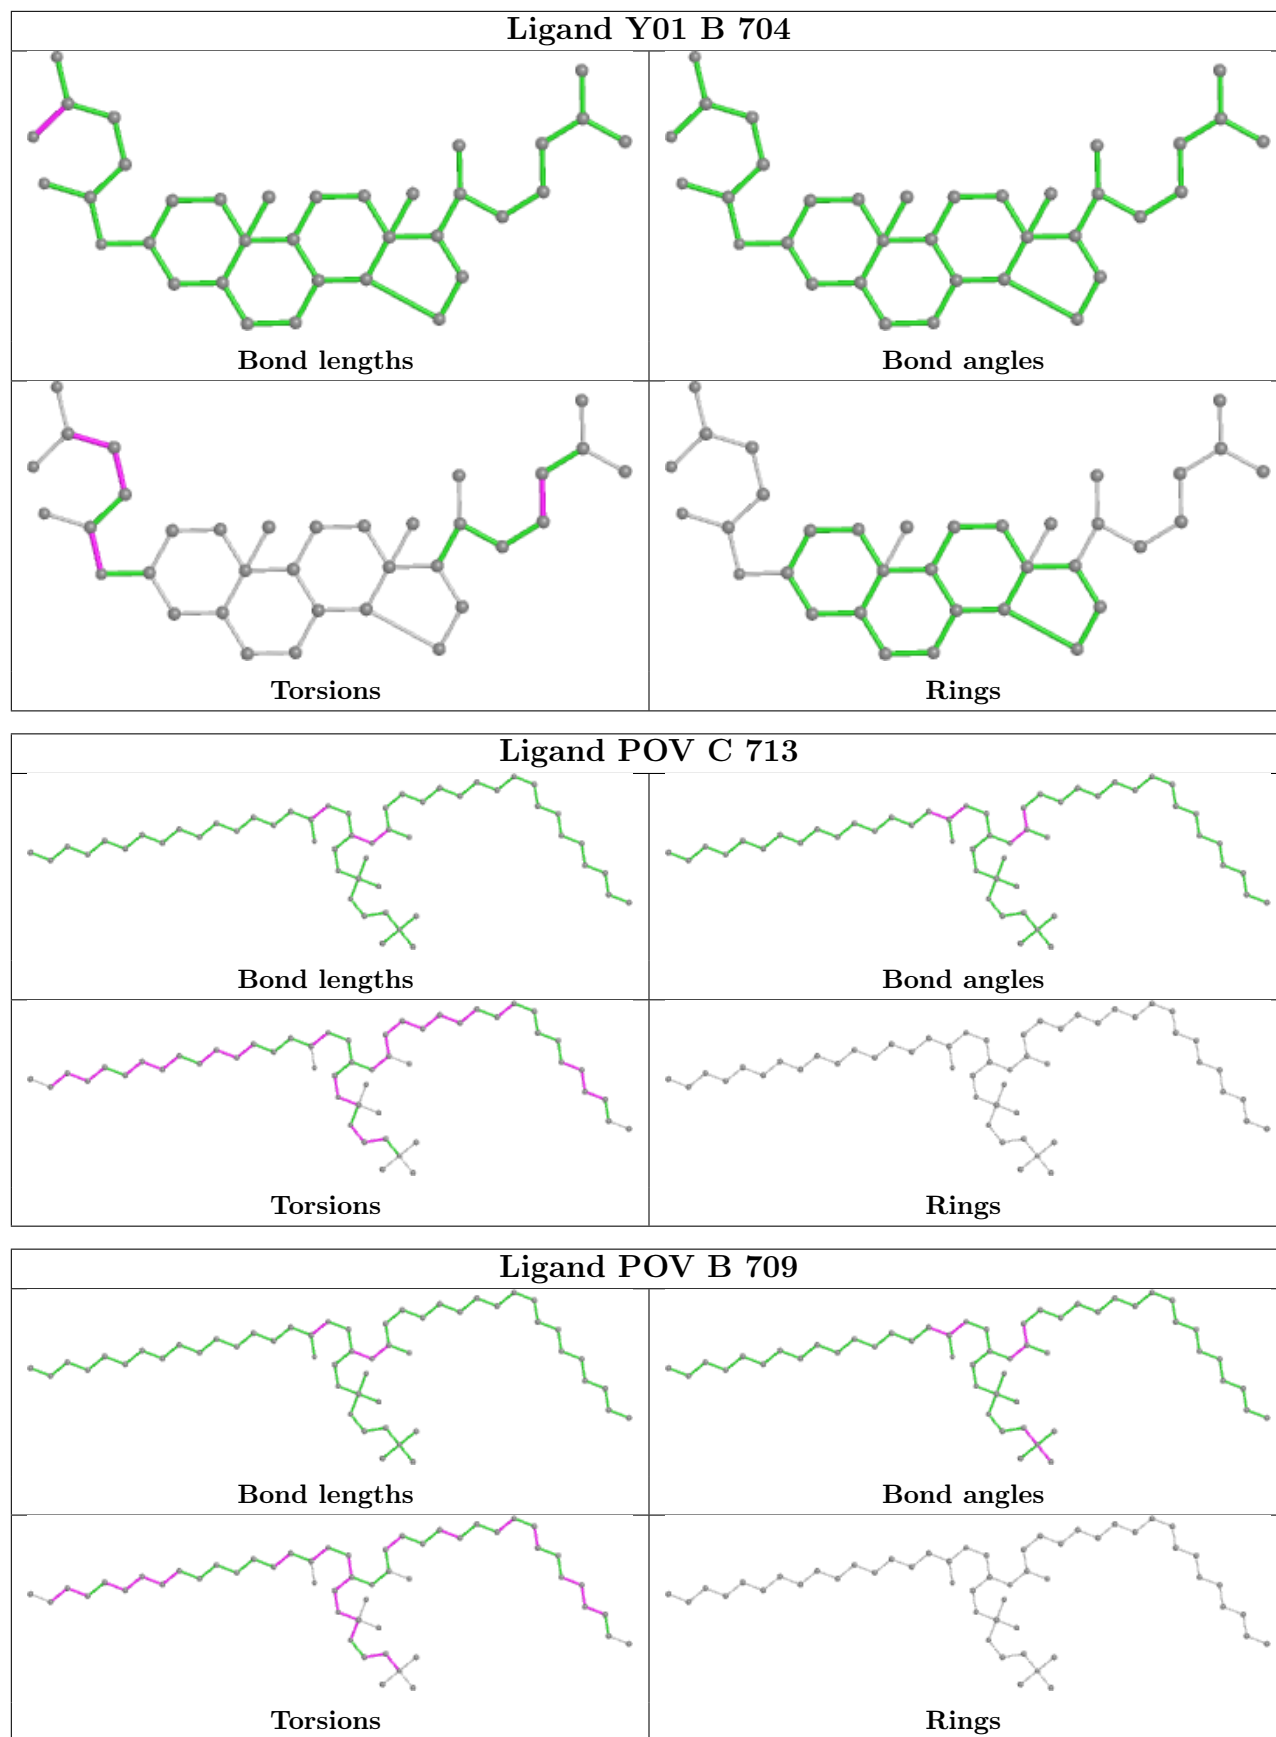 Ligand Y01 B 704
Bond lengths
Bond angles
Torsions
Rings
Ligand POV C 713
Bond lengths
Bond angles
Torsions
Rings
Ligand POV B 709
Bond lengths
Bond angles
Torsions
Rings